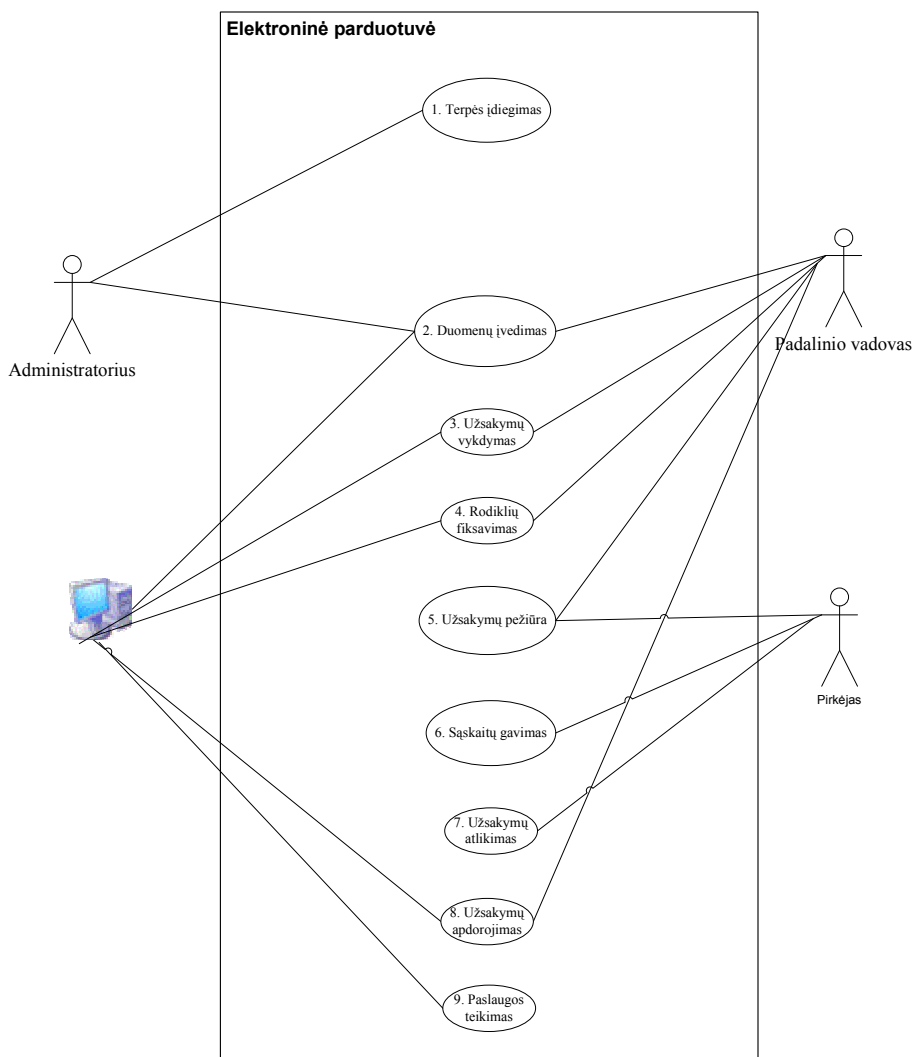 Elektroninė parduotuvė
1. Terpės įdiegimas
Administratorius
2. Duomenų įvedimas
Padalinio vadovas
3. Užsakymų
vykdymas
4. Rodiklių
fiksavimas
5. Užsakymų pežiūra
Pirkėjas
6. Sąskaitų gavimas
7. Užsakymų
atlikimas
8. Užsakymų
apdorojimas
9. Paslaugos
teikimas